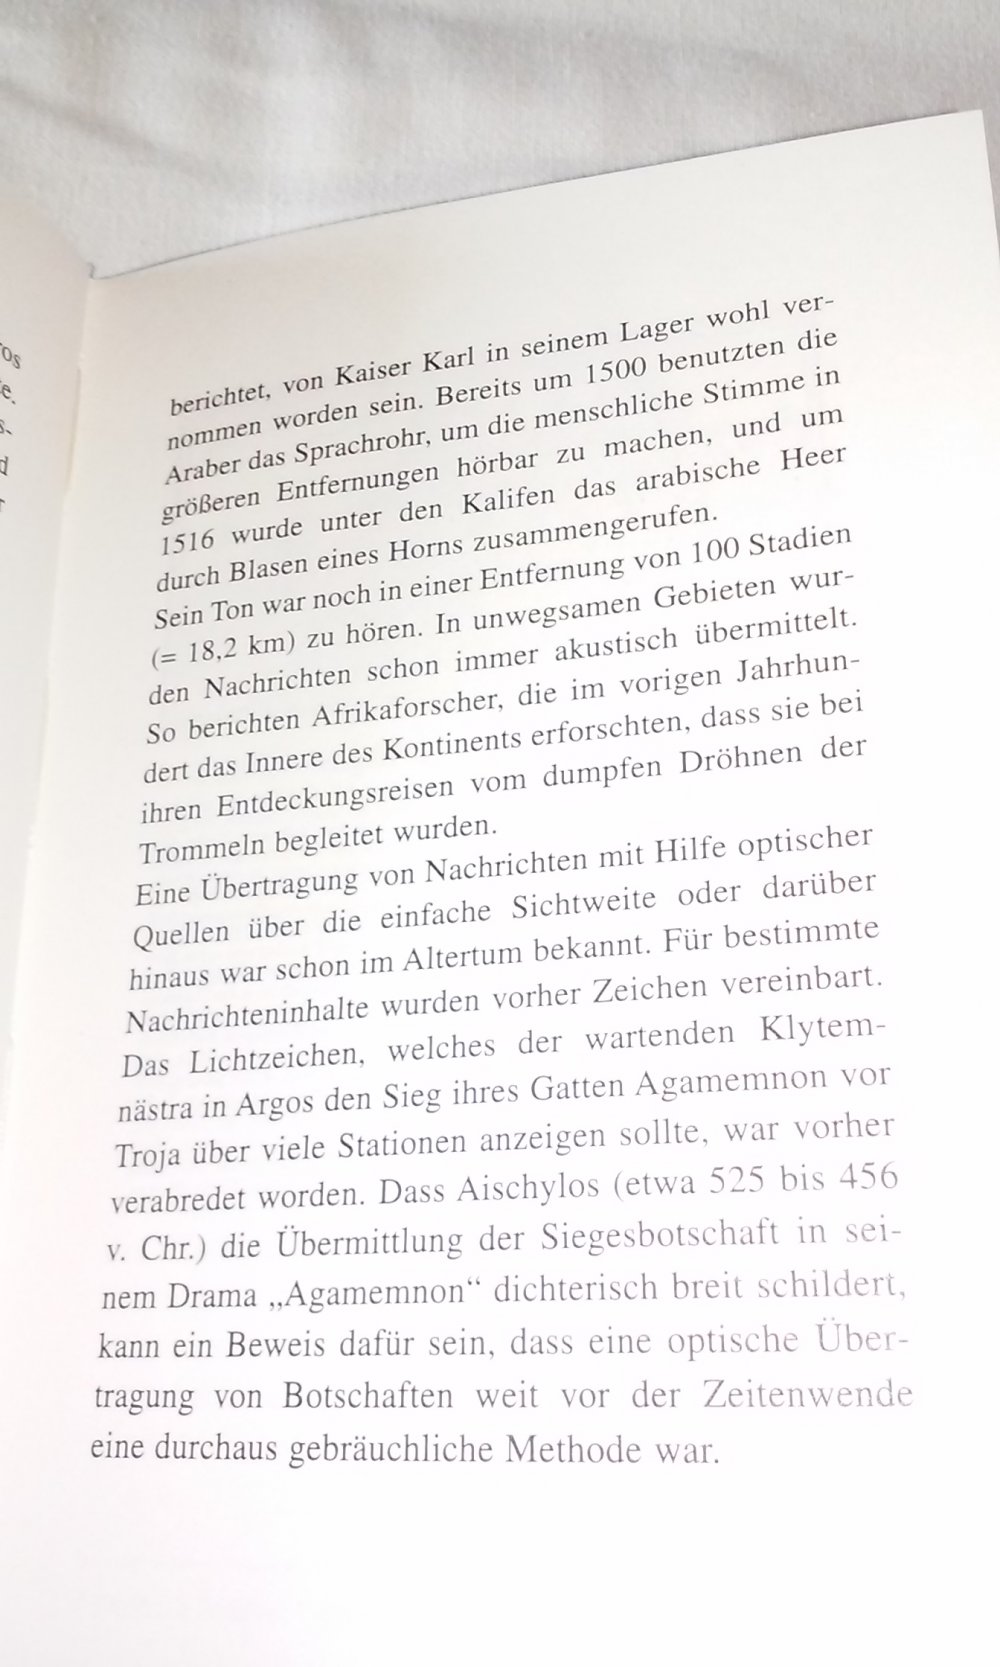 ros
e.
s-
d
r
berichtet, von Kaiser Karl in seinem Lager wohl ver-
nommen worden sein. Bereits um 1500 benutzten die
Araber das Sprachrohr, um die menschliche Stimme in
größeren Entfernungen hörbar zu machen, und um
1516 wurde unter den Kalifen das arabische Heer
durch Blasen eines Horns zusammengerufen.
Sein Ton war noch in einer Entfernung von 100 Stadien
(= 18,2 km) zu hören. In unwegsamen Gebieten wur-
den Nachrichten schon immer akustisch übermittelt.
So berichten Afrikaforscher, die im vorigen Jahrhun-
dert das Innere des Kontinents erforschten, dass sie bei
ihren Entdeckungsreisen vom dumpfen Dröhnen der
Trommeln begleitet wurden.
Eine Übertragung von Nachrichten mit Hilfe optischer
Quellen über die einfache Sichtweite oder darüber
hinaus war schon im Altertum bekannt. Für bestimmte
Nachrichteninhalte wurden vorher Zeichen vereinbart.
Das Lichtzeichen, welches der wartenden Klytem-
nästra in Argos den Sieg ihres Gatten Agamemnon vor
Troja über viele Stationen anzeigen sollte, war vorher
verabredet worden. Dass Aischylos (etwa 525 bis 456
v. Chr.) die Übermittlung der Siegesbotschaft in sei-
nem Drama „Agamemnon“ dichterisch breit schildert,
kann ein Beweis dafür sein, dass eine optische Über-
tragung von Botschaften weit vor der Zeitenwende
eine durchaus gebräuchliche Methode war.